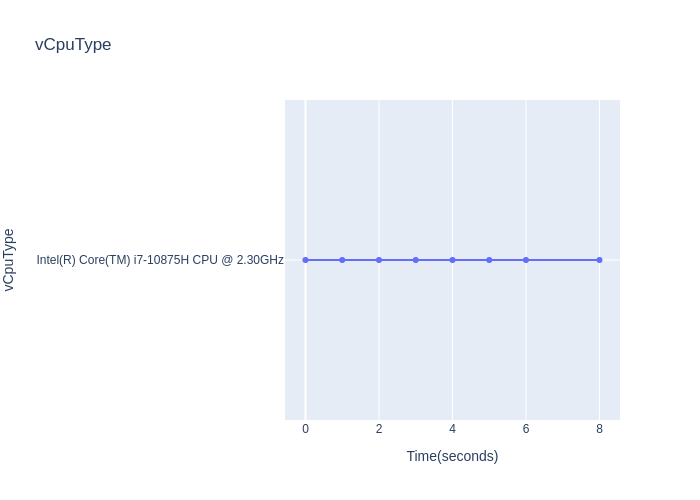 vCpuType
vCpuType
Intel(R) Core(TM) i7-10875H CPU @ 2.30GHz
0 2 4 6 8
Time(seconds)